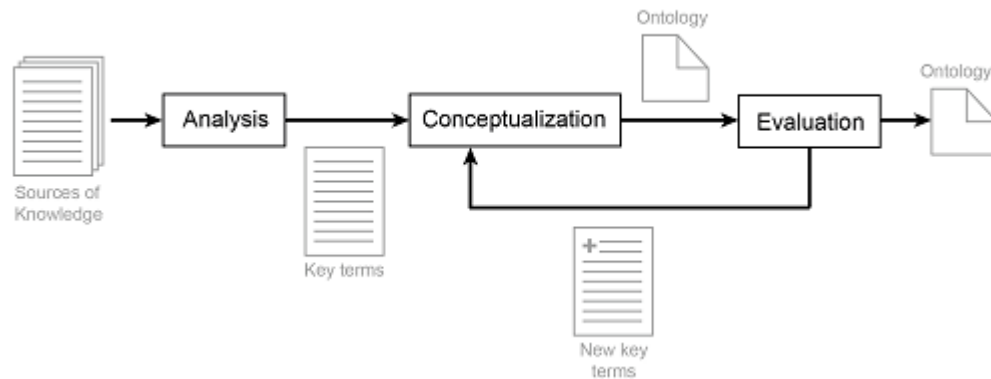 Ontology
Ontology
Analysis
Conceptualization
Evaluation
Sources of
Knowledge
Key terms
New key
terms